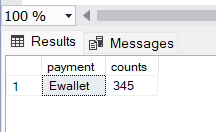 100 %
Results Messages
payment counts
1 Ewallet 345